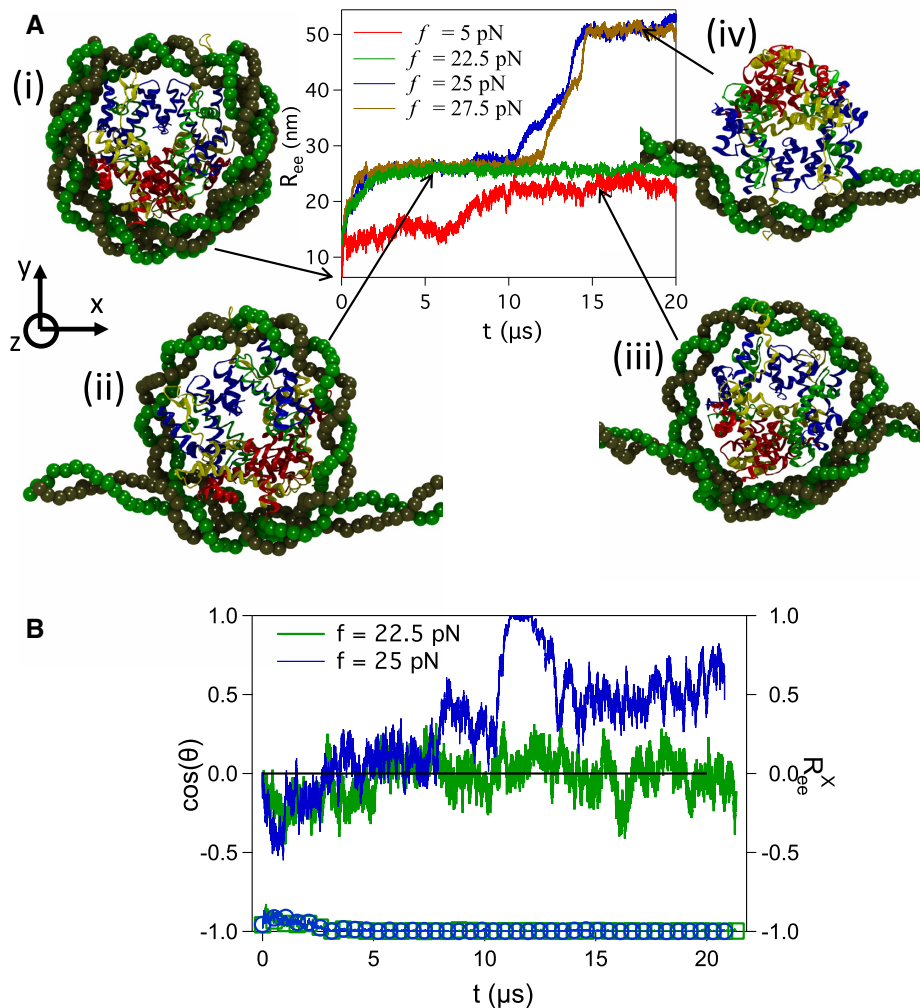 A
(i)
(iv)
50
40
30
20
10
R_ee (nm)
f = 5 pN
f = 22.5 pN
f = 25 pN
f = 27.5 pN
0 5 10 15 20
t (μs)
y
x
z
(ii)
(iii)
B
1.0 1.0
f = 22.5 pN
f = 25 pN
0.5 0.5
cos(θ)
0.0 0.0
R_ee^X
-0.5 -0.5
-1.0 -1.0
0 5 10 15 20
t (μs)